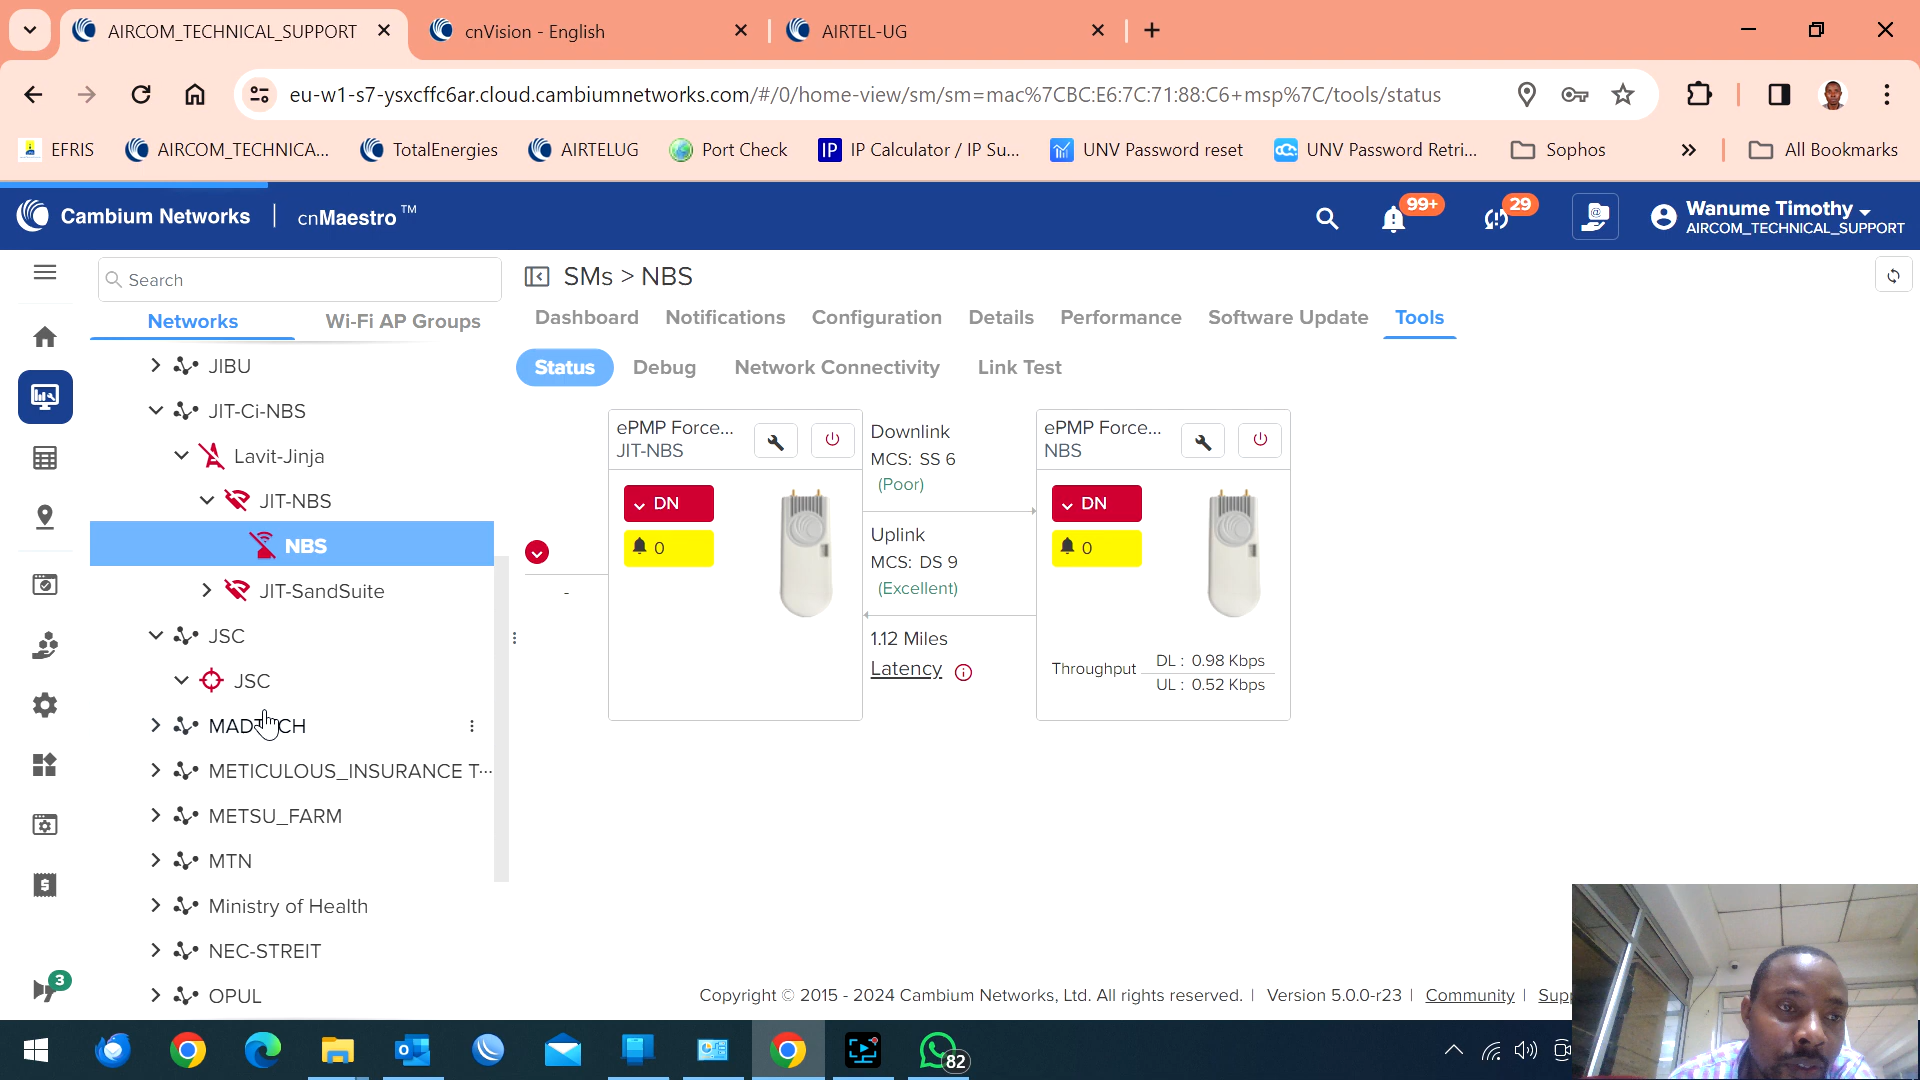 AIRCOM_TECHNICAL_SUPPORT
cnVision - English
AIRTEL-UG
eu-w1-s7-ysxcffc6ar.cloud.cambiumnetworks.com/#/0/home-view/sm/sm=mac%7CBC:E6:7C:71:88:C6+msp%7C/tools/status
EFRIS AIRCOM_TECHNICA... TotalEnergies AIRTELUG Port Check IP IP Calculator / IP Su... UNV Password reset UNV Password Retri... Sophos » All Bookmarks
Cambium Networks | cnMaestro™
99+
29
Wanume Timothy
AIRCOM_TECHNICAL_SUPPORT
Search
Networks
Wi-Fi AP Groups
JIBU
JIT-Ci-NBS
Lavit-Jinja
JIT-NBS
NBS
JIT-SandSuite
JSC
JSC
MADTECH
METICULOUS_INSURANCE T...
METSU_FARM
MTN
Ministry of Health
NEC-STREIT
OPUL
3
SMs > NBS
Dashboard Notifications Configuration Details Performance Software Update Tools
Status Debug Network Connectivity Link Test
-
ePMP Force...
JIT-NBS
DN
0
Downlink
MCS: SS 6
(Poor)
Uplink
MCS: DS 9
(Excellent)
1.12 Miles
Latency
ePMP Force...
NBS
DN
0
Throughput
DL : 0.98 Kbps
UL : 0.52 Kbps
Copyright © 2015 - 2024 Cambium Networks, Ltd. All rights reserved. | Version 5.0.0-r23 | Community |
82